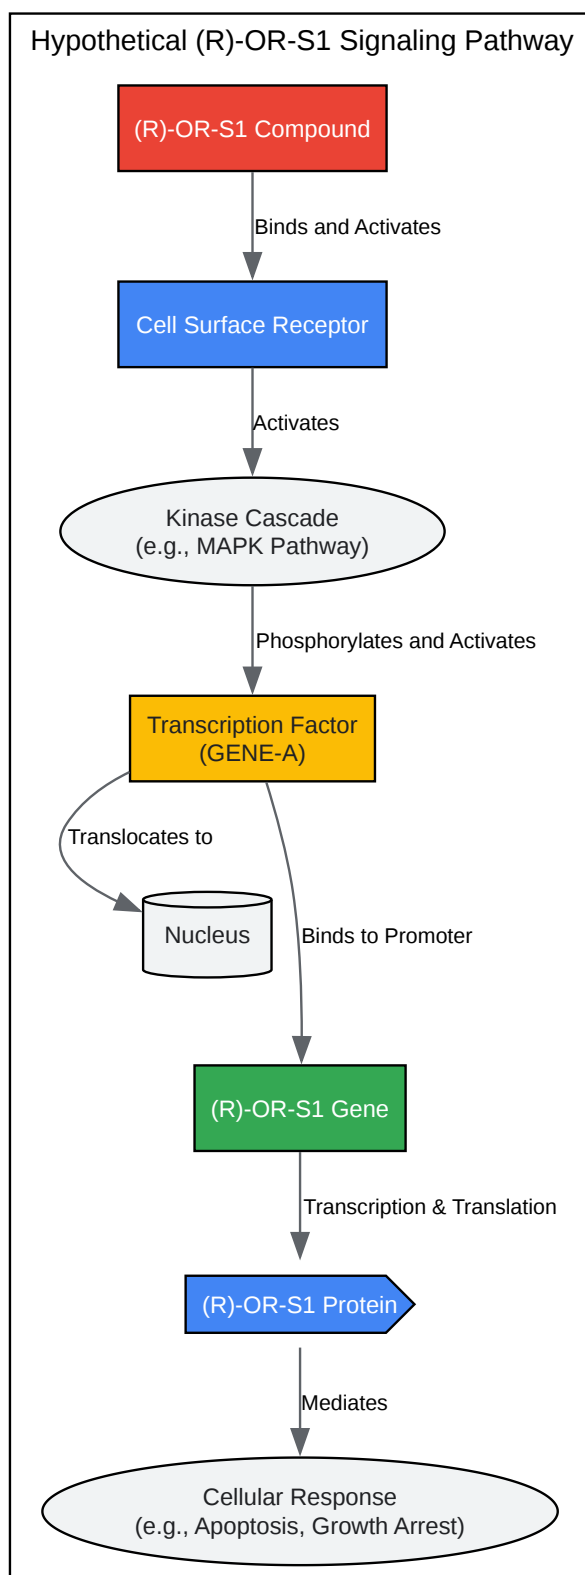 Hypothetical (R)-OR-S1 Signaling Pathway
(R)-OR-S1 Compound
Binds and Activates
Cell Surface Receptor
Activates
Kinase Cascade
(e.g., MAPK Pathway)
Phosphorylates and Activates
Transcription Factor
(GENE-A)
Translocates to
Nucleus
Binds to Promoter
(R)-OR-S1 Gene
Transcription & Translation
(R)-OR-S1 Protein
Mediates
Cellular Response
(e.g., Apoptosis, Growth Arrest)